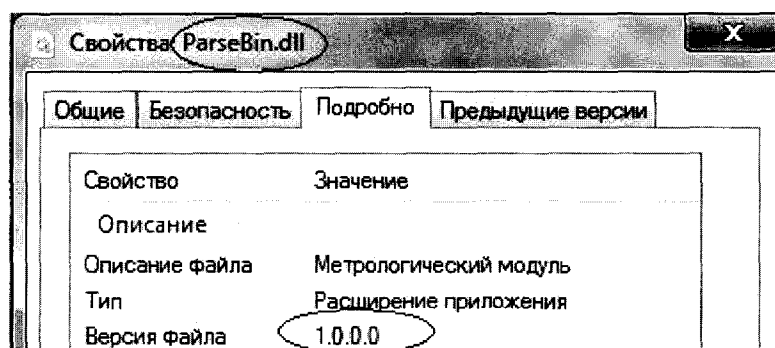 Свойства: ParseBin.dll
X
Общие Безопасность Подробно Предыдущие версии
Свойство Значение
Описание
Описание файла Метрологический модуль
Тип Расширение приложения
Версия файла 1.0.0.0